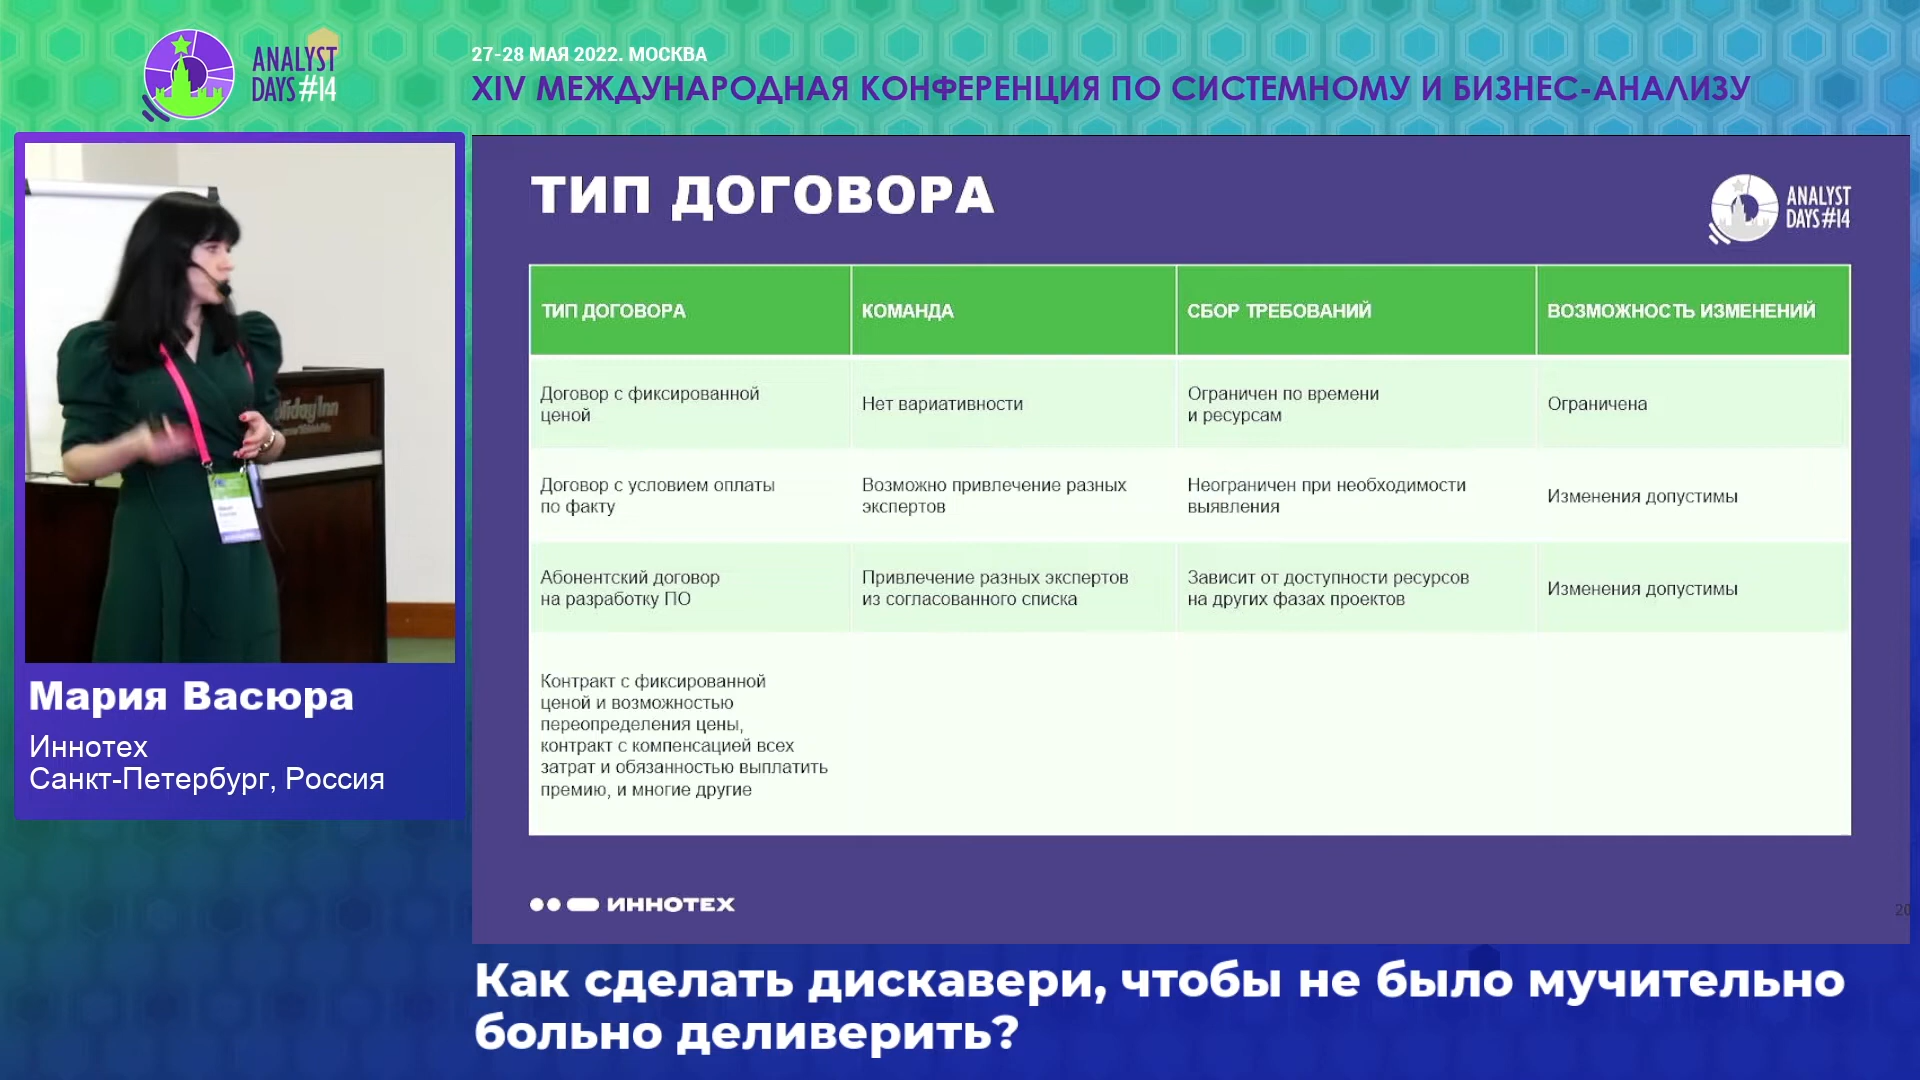 ANALYST
DAYS#14
27-28 МАЯ 2022. МОСКВА
XIV МЕЖДУНАРОДНАЯ КОНФЕРЕНЦИЯ ПО СИСТЕМНОМУ И БИЗНЕС-АНАЛИЗУ
Holiday Inn
Мария Васюра
Иннотех
Санкт-Петербург, Россия
ТИП ДОГОВОРА
ANALYST
DAYS#14
ТИП ДОГОВОРА
КОМАНДА
СБОР ТРЕБОВАНИЙ
ВОЗМОЖНОСТЬ ИЗМЕНЕНИЙ
Договор с фиксированной
ценой
Нет вариативности
Ограничен по времени
и ресурсам
Ограничена
Договор с условием оплаты
по факту
Возможно привлечение разных
экспертов
Неограничен при необходимости
выявления
Изменения допустимы
Абонентский договор
на разработку ПО
Привлечение разных экспертов
из согласованного списка
Зависит от доступности ресурсов
на других фазах проектов
Изменения допустимы
Контракт с фиксированной
ценой и возможностью
переопределения цены,
контракт с компенсацией всех
затрат и обязанностью выплатить
премию, и многие другие
ИННОТЕХ
20
Как сделать дискавери, чтобы не было мучительно
больно деливерить?